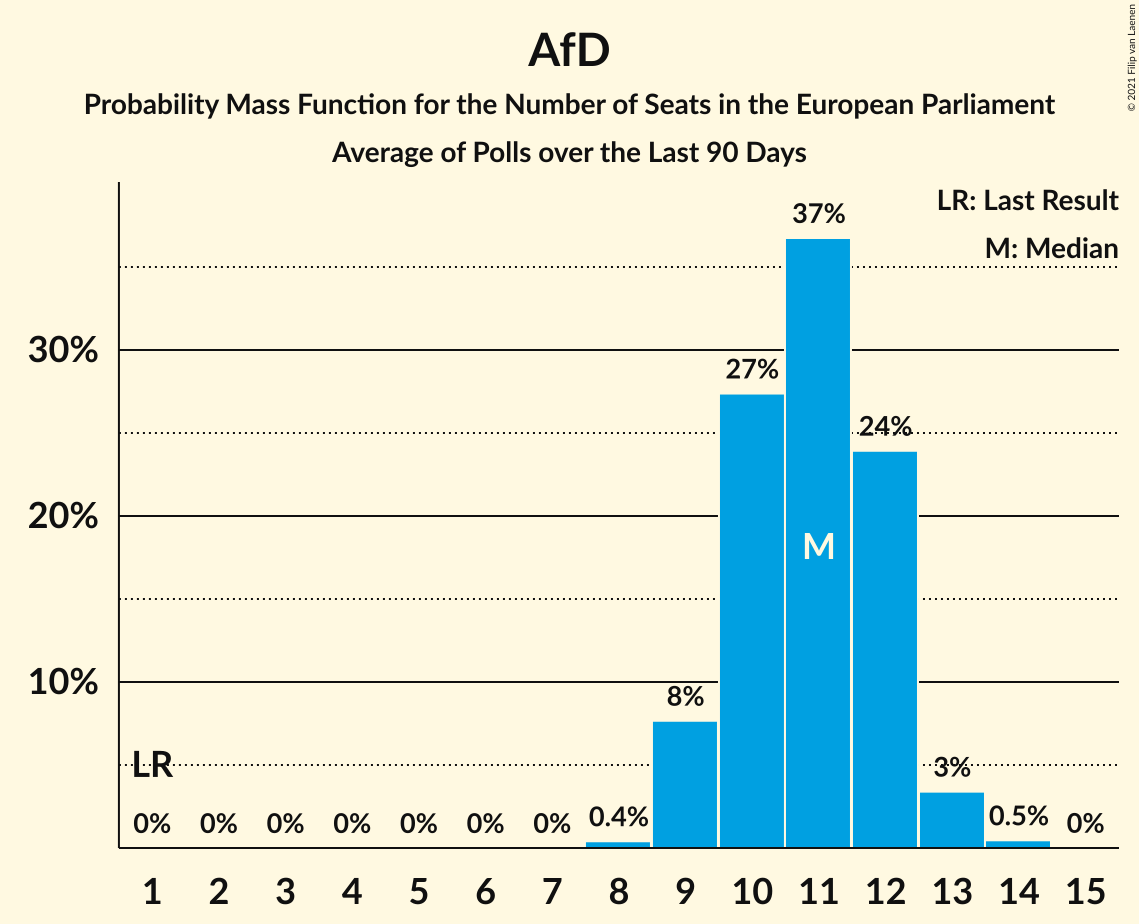 AfD
Probability Mass Function for the Number of Seats in the European Parliament
Average of Polls over the Last 90 Days
© 2021 Filip van Laenen
LR: Last Result
M: Median
37%
30%
27%
24%
20%
M
10%
8%
LR
3%
0% 0% 0% 0% 0% 0% 0% 0.4% 0.5% 0%
1 2 3 4 5 6 7 8 9 10 11 12 13 14 15